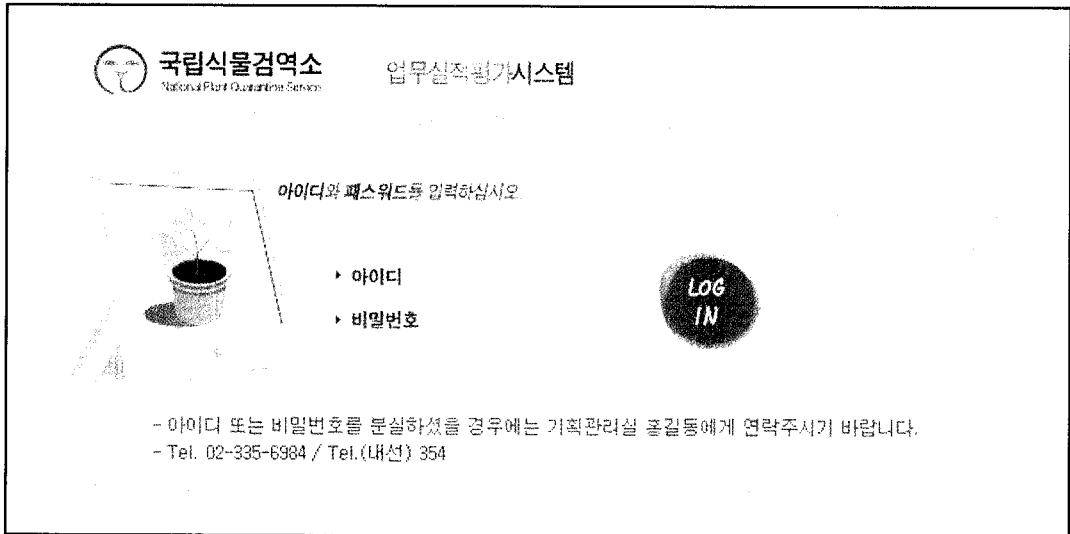 국립식물검역소 업무실적평가시스템
National Plant Quarantine Service
아이디와 패스워드를 입력하십시오.
▸ 아이디
▸ 비밀번호
LOG
IN
- 아이디 또는 비밀번호를 분실하셨을 경우에는 기획관리실 홍길동에게 연락주시기 바랍니다.
- Tel. 02-335-6984 / Tel.(내선) 354